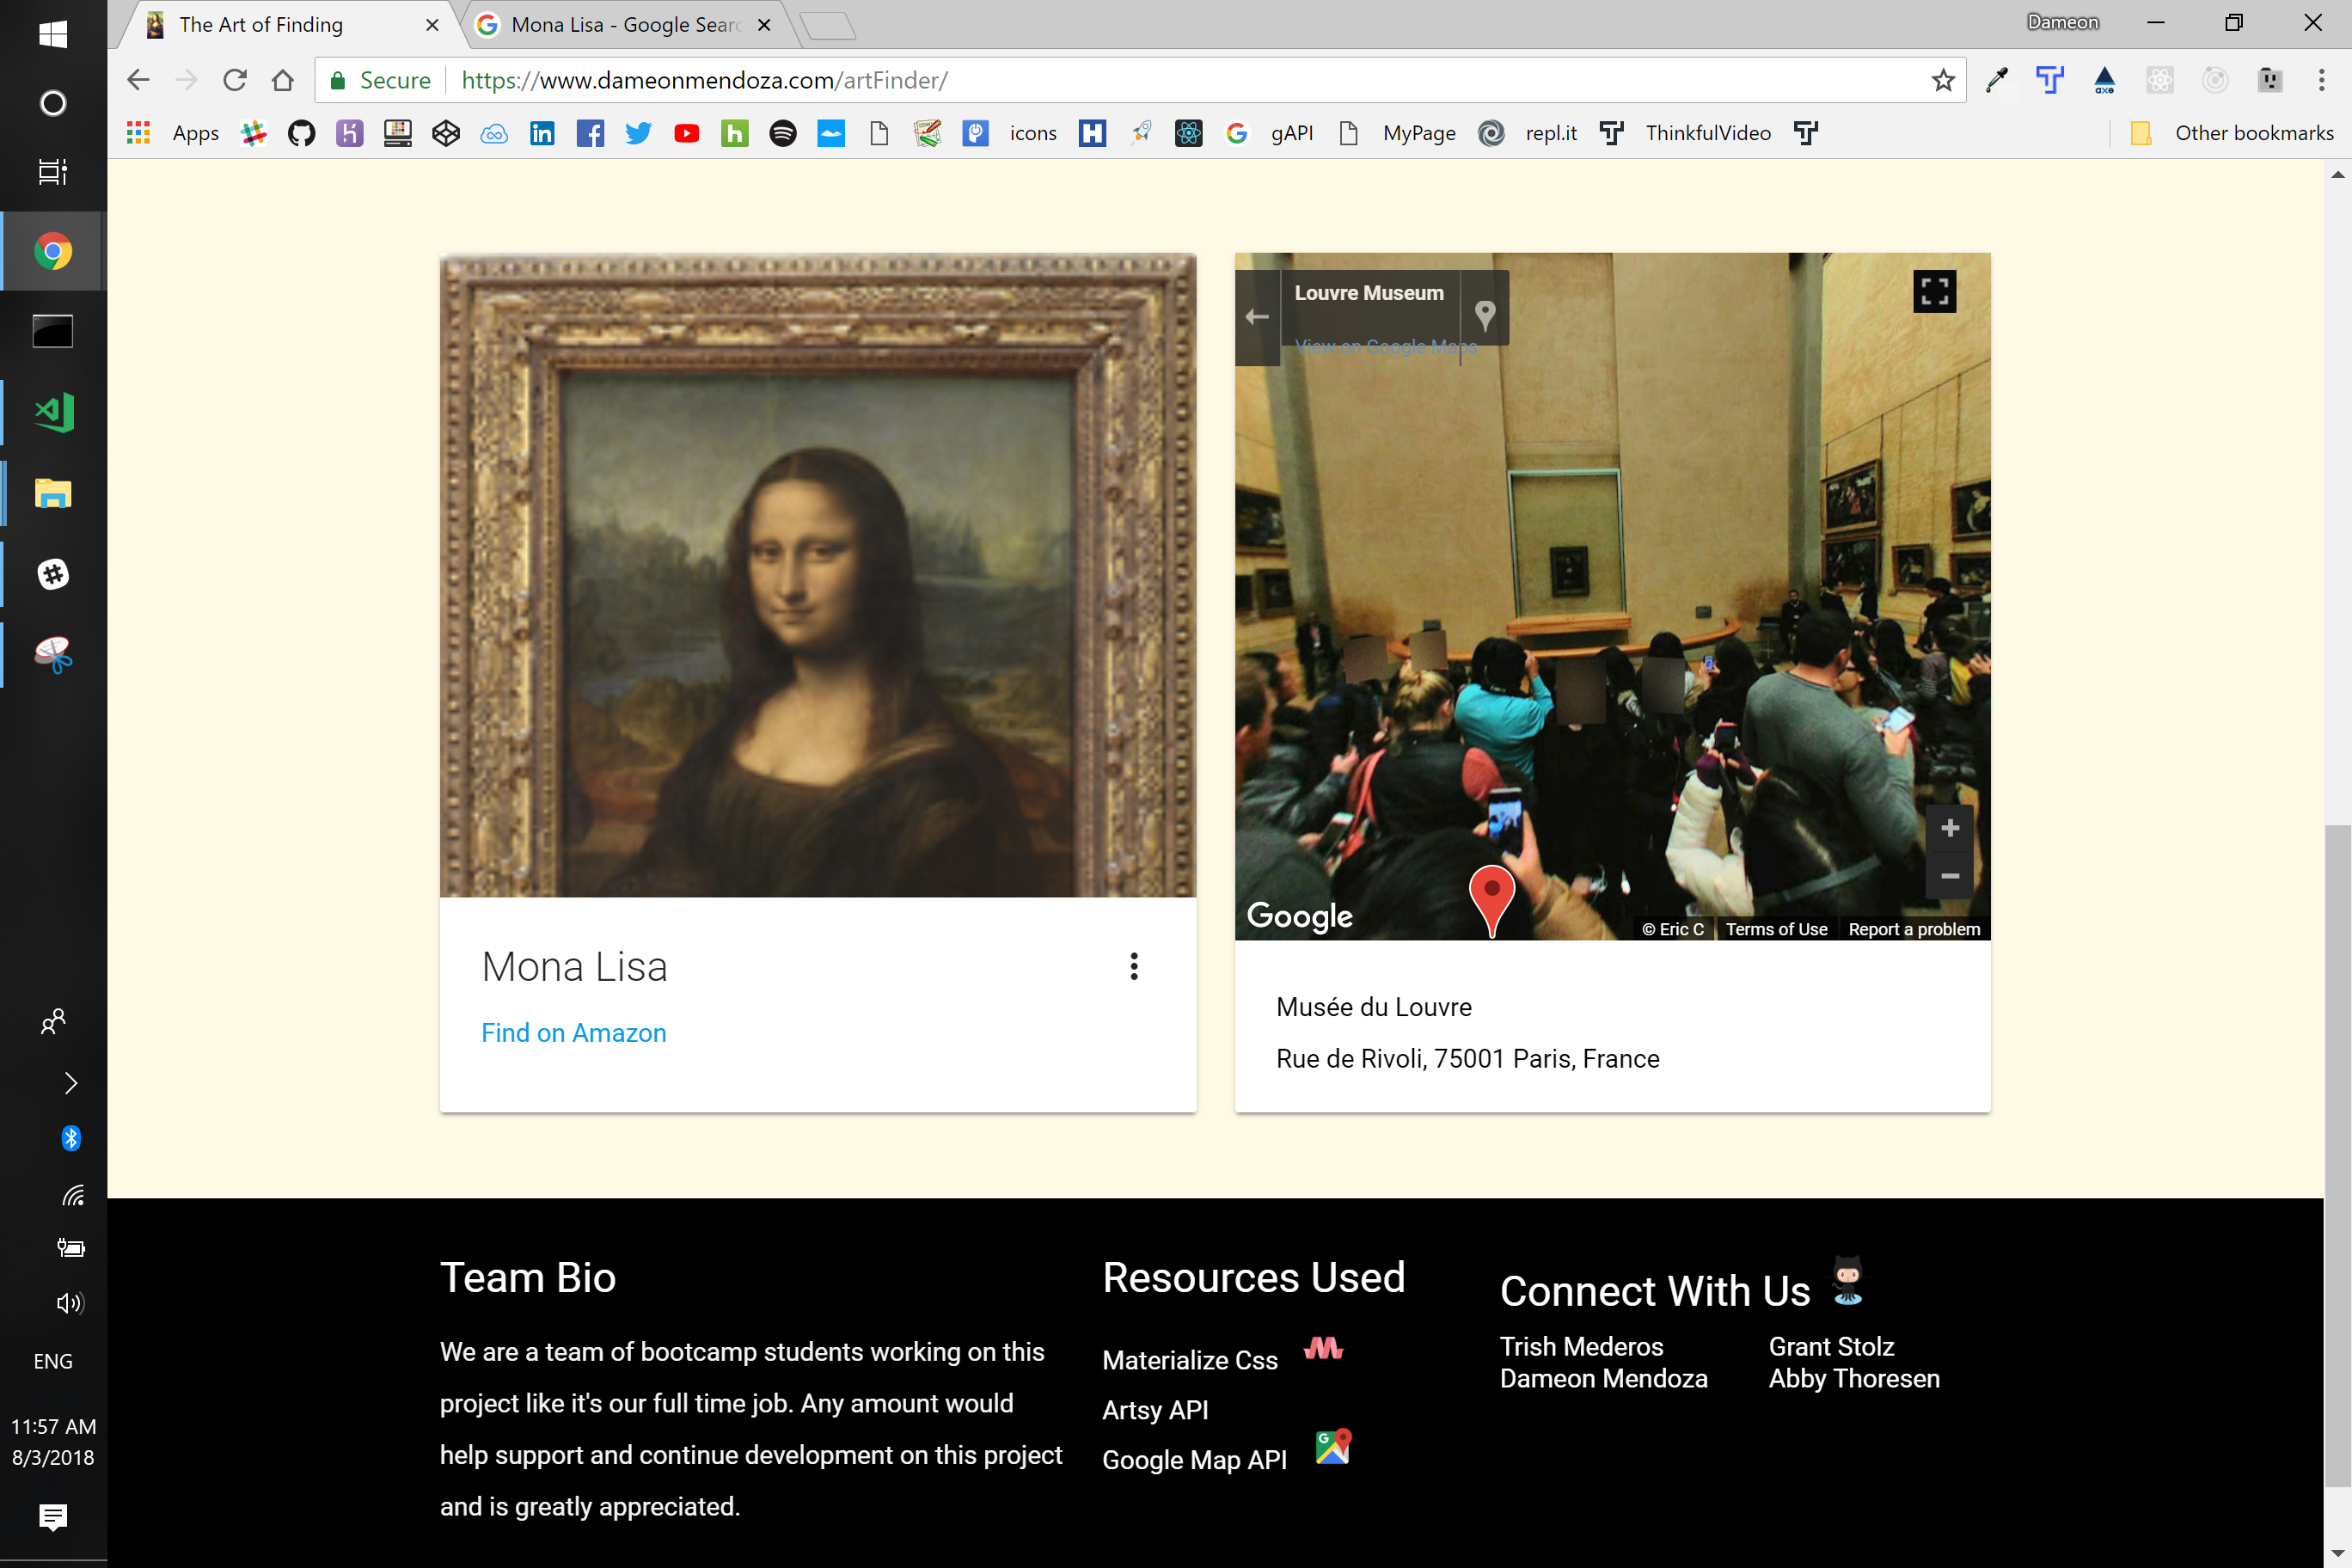 The Art of Finding
Mona Lisa - Google Searc
Dameon
Secure
https://www.dameonmendoza.com/artFinder/
axe
Apps
icons
gAPI
MyPage
repl.it
ThinkfulVideo
Other bookmarks
Louvre Museum
View on Google Maps
Google
© Eric C
Terms of Use
Report a problem
Mona Lisa
Find on Amazon
Musée du Louvre
Rue de Rivoli, 75001 Paris, France
Team Bio
We are a team of bootcamp students working on this
project like it's our full time job. Any amount would
help support and continue development on this project
and is greatly appreciated.
Resources Used
Materialize Css
Artsy API
Google Map API
Connect With Us
Trish Mederos
Grant Stolz
Dameon Mendoza
Abby Thoresen
ENG
11:57 AM
8/3/2018